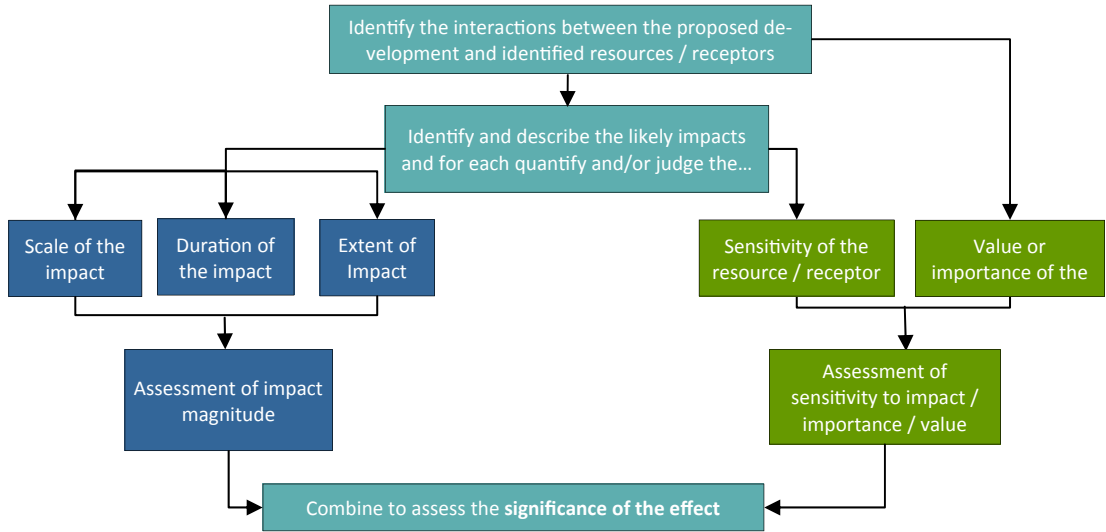 Identify the interactions between the proposed de-
velopment and identified resources / receptors
Identify and describe the likely impacts
and for each quantify and/or judge the...
Scale of the
impact
Duration of
the impact
Extent of
Impact
Sensitivity of the
resource / receptor
Value or
importance of the
Assessment of impact
magnitude
Assessment of
sensitivity to impact /
importance / value
Combine to assess the significance of the effect